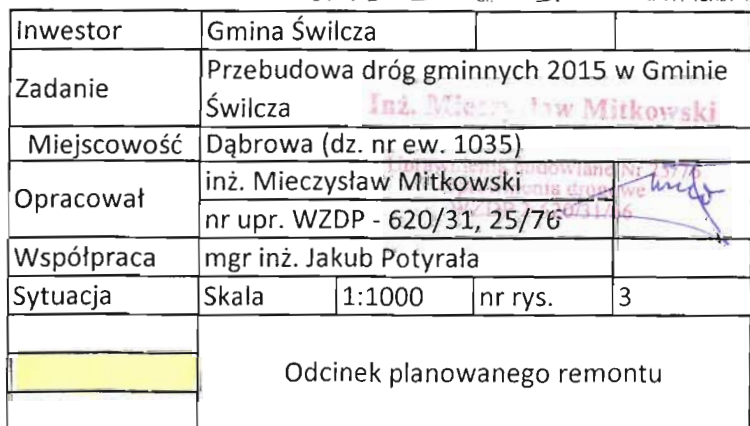 Inwestor Gmina Świlcza
Zadanie Przebudowa dróg gminnych 2015 w Gminie
Świlcza
Inż. Mieczysław Mitkowski
Miejscowość Dąbrowa (dz. nr ew. 1035)
Opracował inż. Mieczysław Mitkowski
nr upr. WZDP - 620/31, 25/76
Współpraca mgr inż. Jakub Potyrała
Sytuacja Skala 1:1000 nr rys. 3
Odcinek planowanego remontu